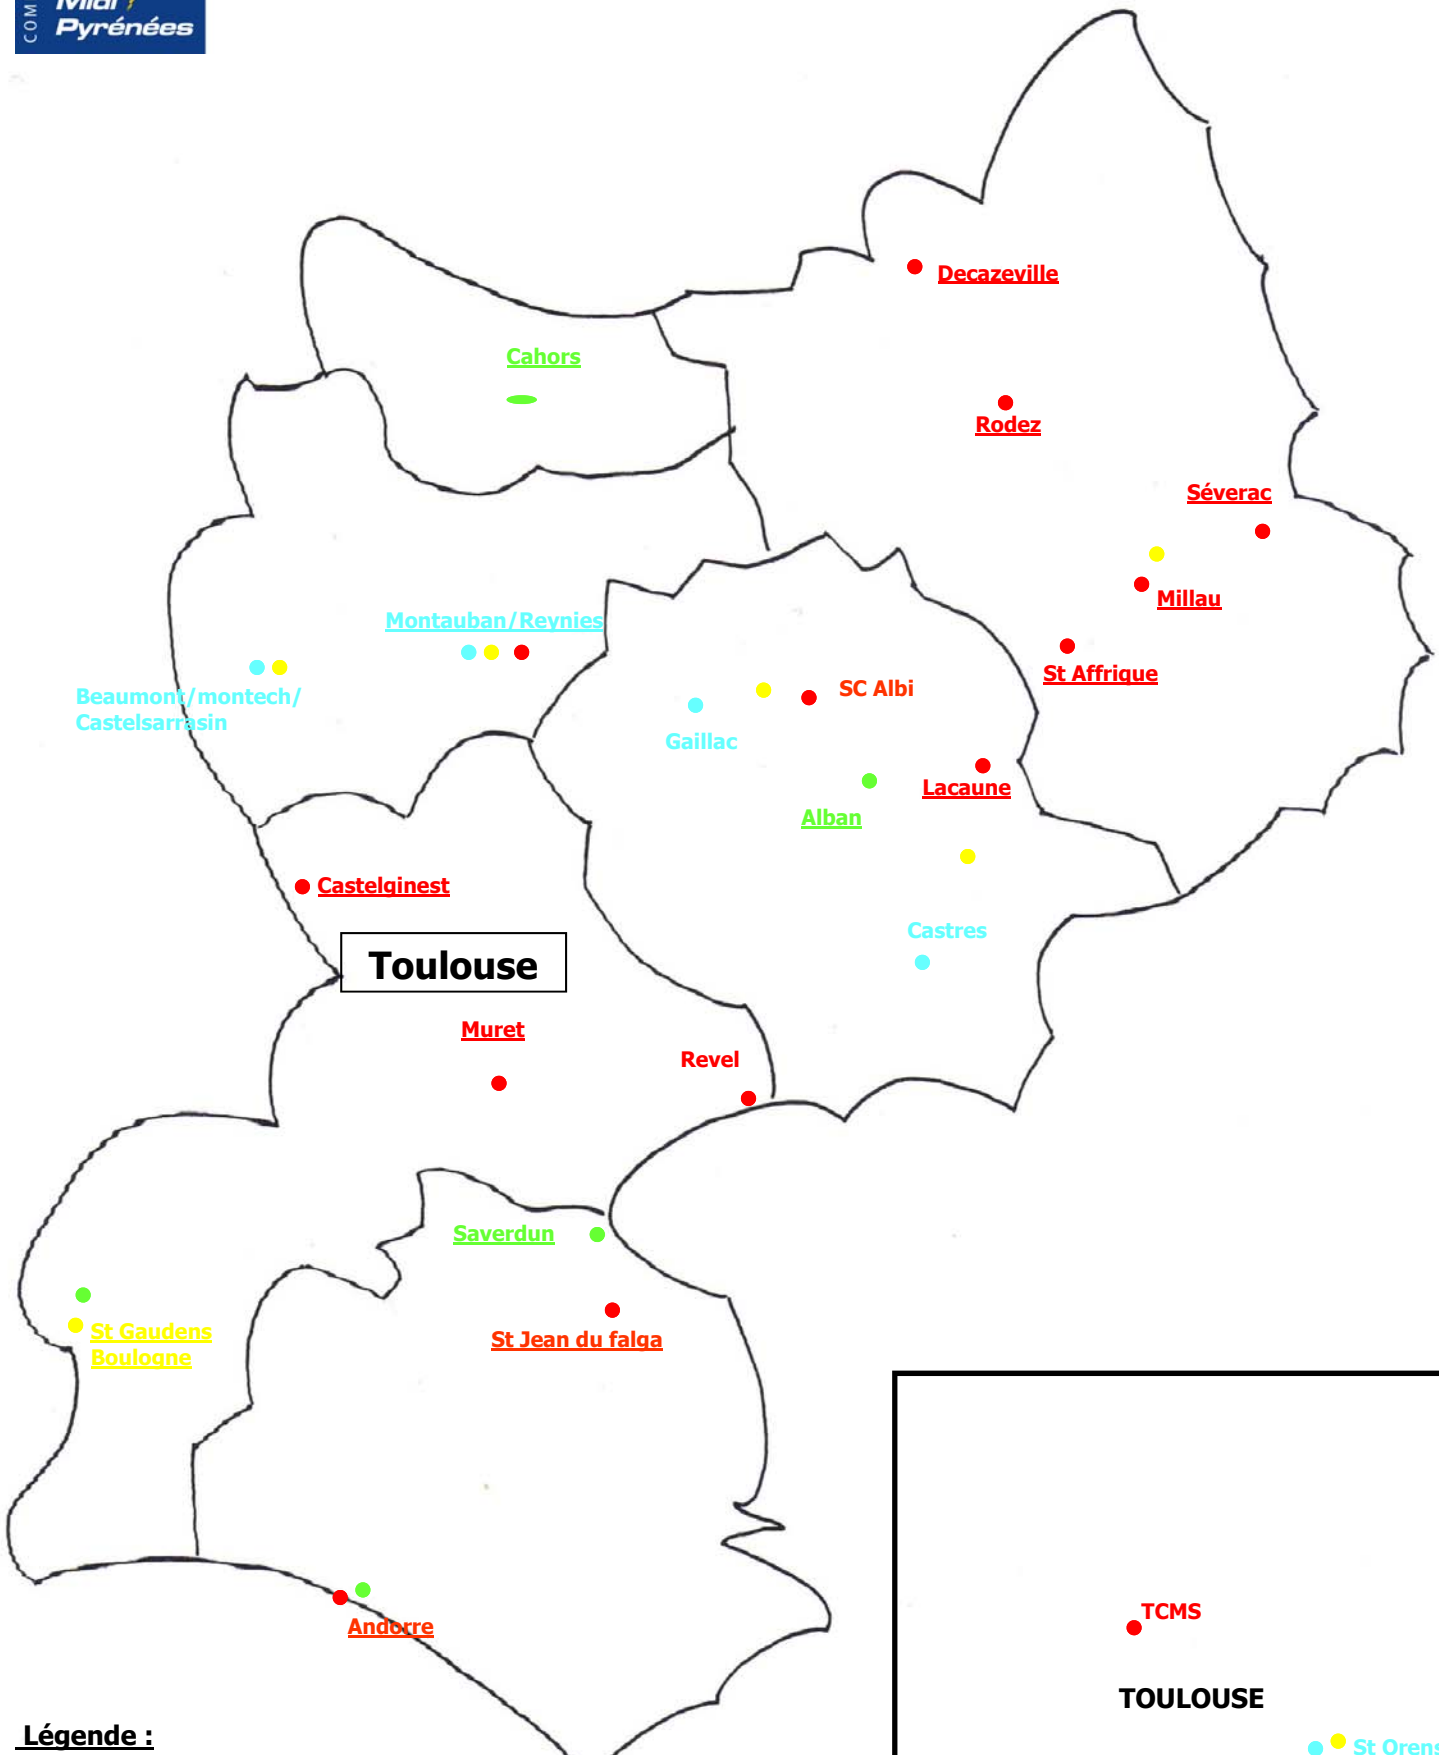 COM
Midi
Pyrénées
Decazeville
Cahors
Rodez
Séverac
Millau
Montauban/Reynies
St Affrique
SC Albi
Beaumont/montech/
Castelsarrasin
Gaillac
Lacaune
Alban
Castelginest
Castres
Toulouse
Muret
Revel
Saverdun
St Gaudens
Boulogne
St Jean du falga
TCMS
Andorre
TOULOUSE
Légende :
St Orens